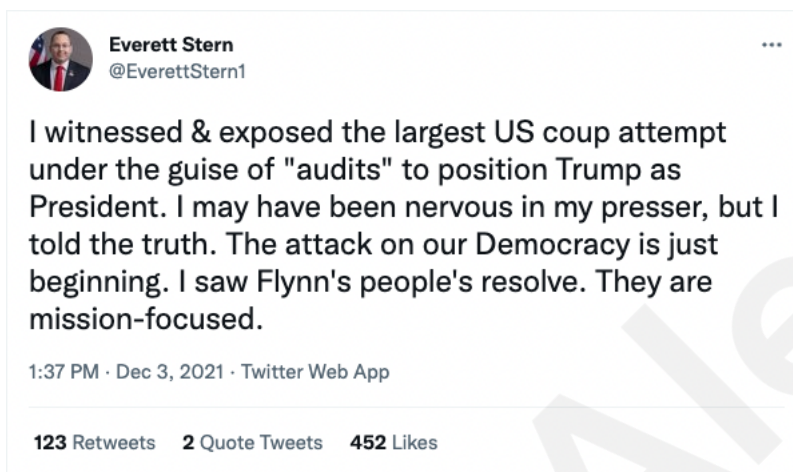 Everett Stern
@EverettStern1
I witnessed & exposed the largest US coup attempt
under the guise of "audits" to position Trump as
President. I may have been nervous in my presser, but I
told the truth. The attack on our Democracy is just
beginning. I saw Flynn's people's resolve. They are
mission-focused.
1:37 PM · Dec 3, 2021 · Twitter Web App
123 Retweets 2 Quote Tweets 452 Likes
Ale